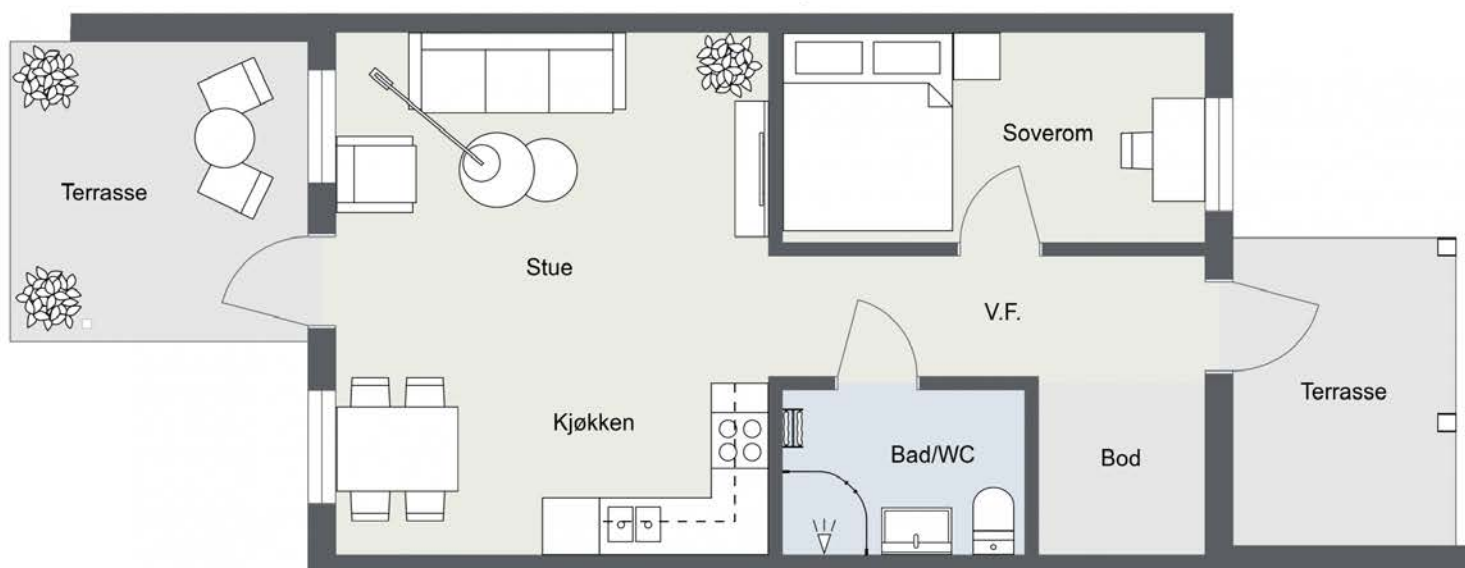 Soverom
Terrasse
Stue
V.F.
Terrasse
Kjøkken
Bad/WC
Bod